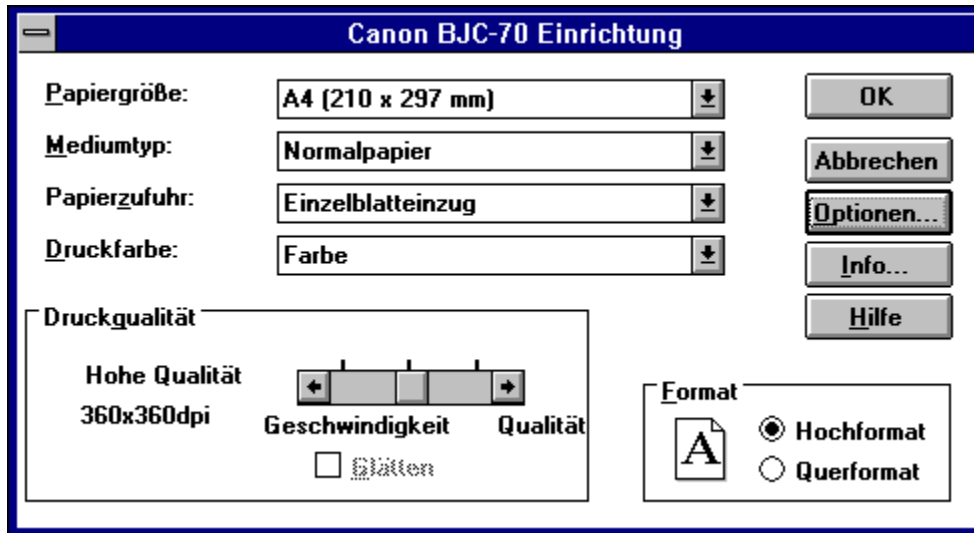 Canon BJC-70 Einrichtung
Papiergröße: A4 (210 x 297 mm) OK
Mediumtyp: Normalpapier Abbrechen
Papierzufuhr: Einzelblatteinzug Optionen...
Druckfarbe: Farbe Info...
Hilfe
Druckqualität
Hohe Qualität
360x360dpi
Geschwindigkeit Qualität
Glätten
Format
A
Hochformat
Querformat